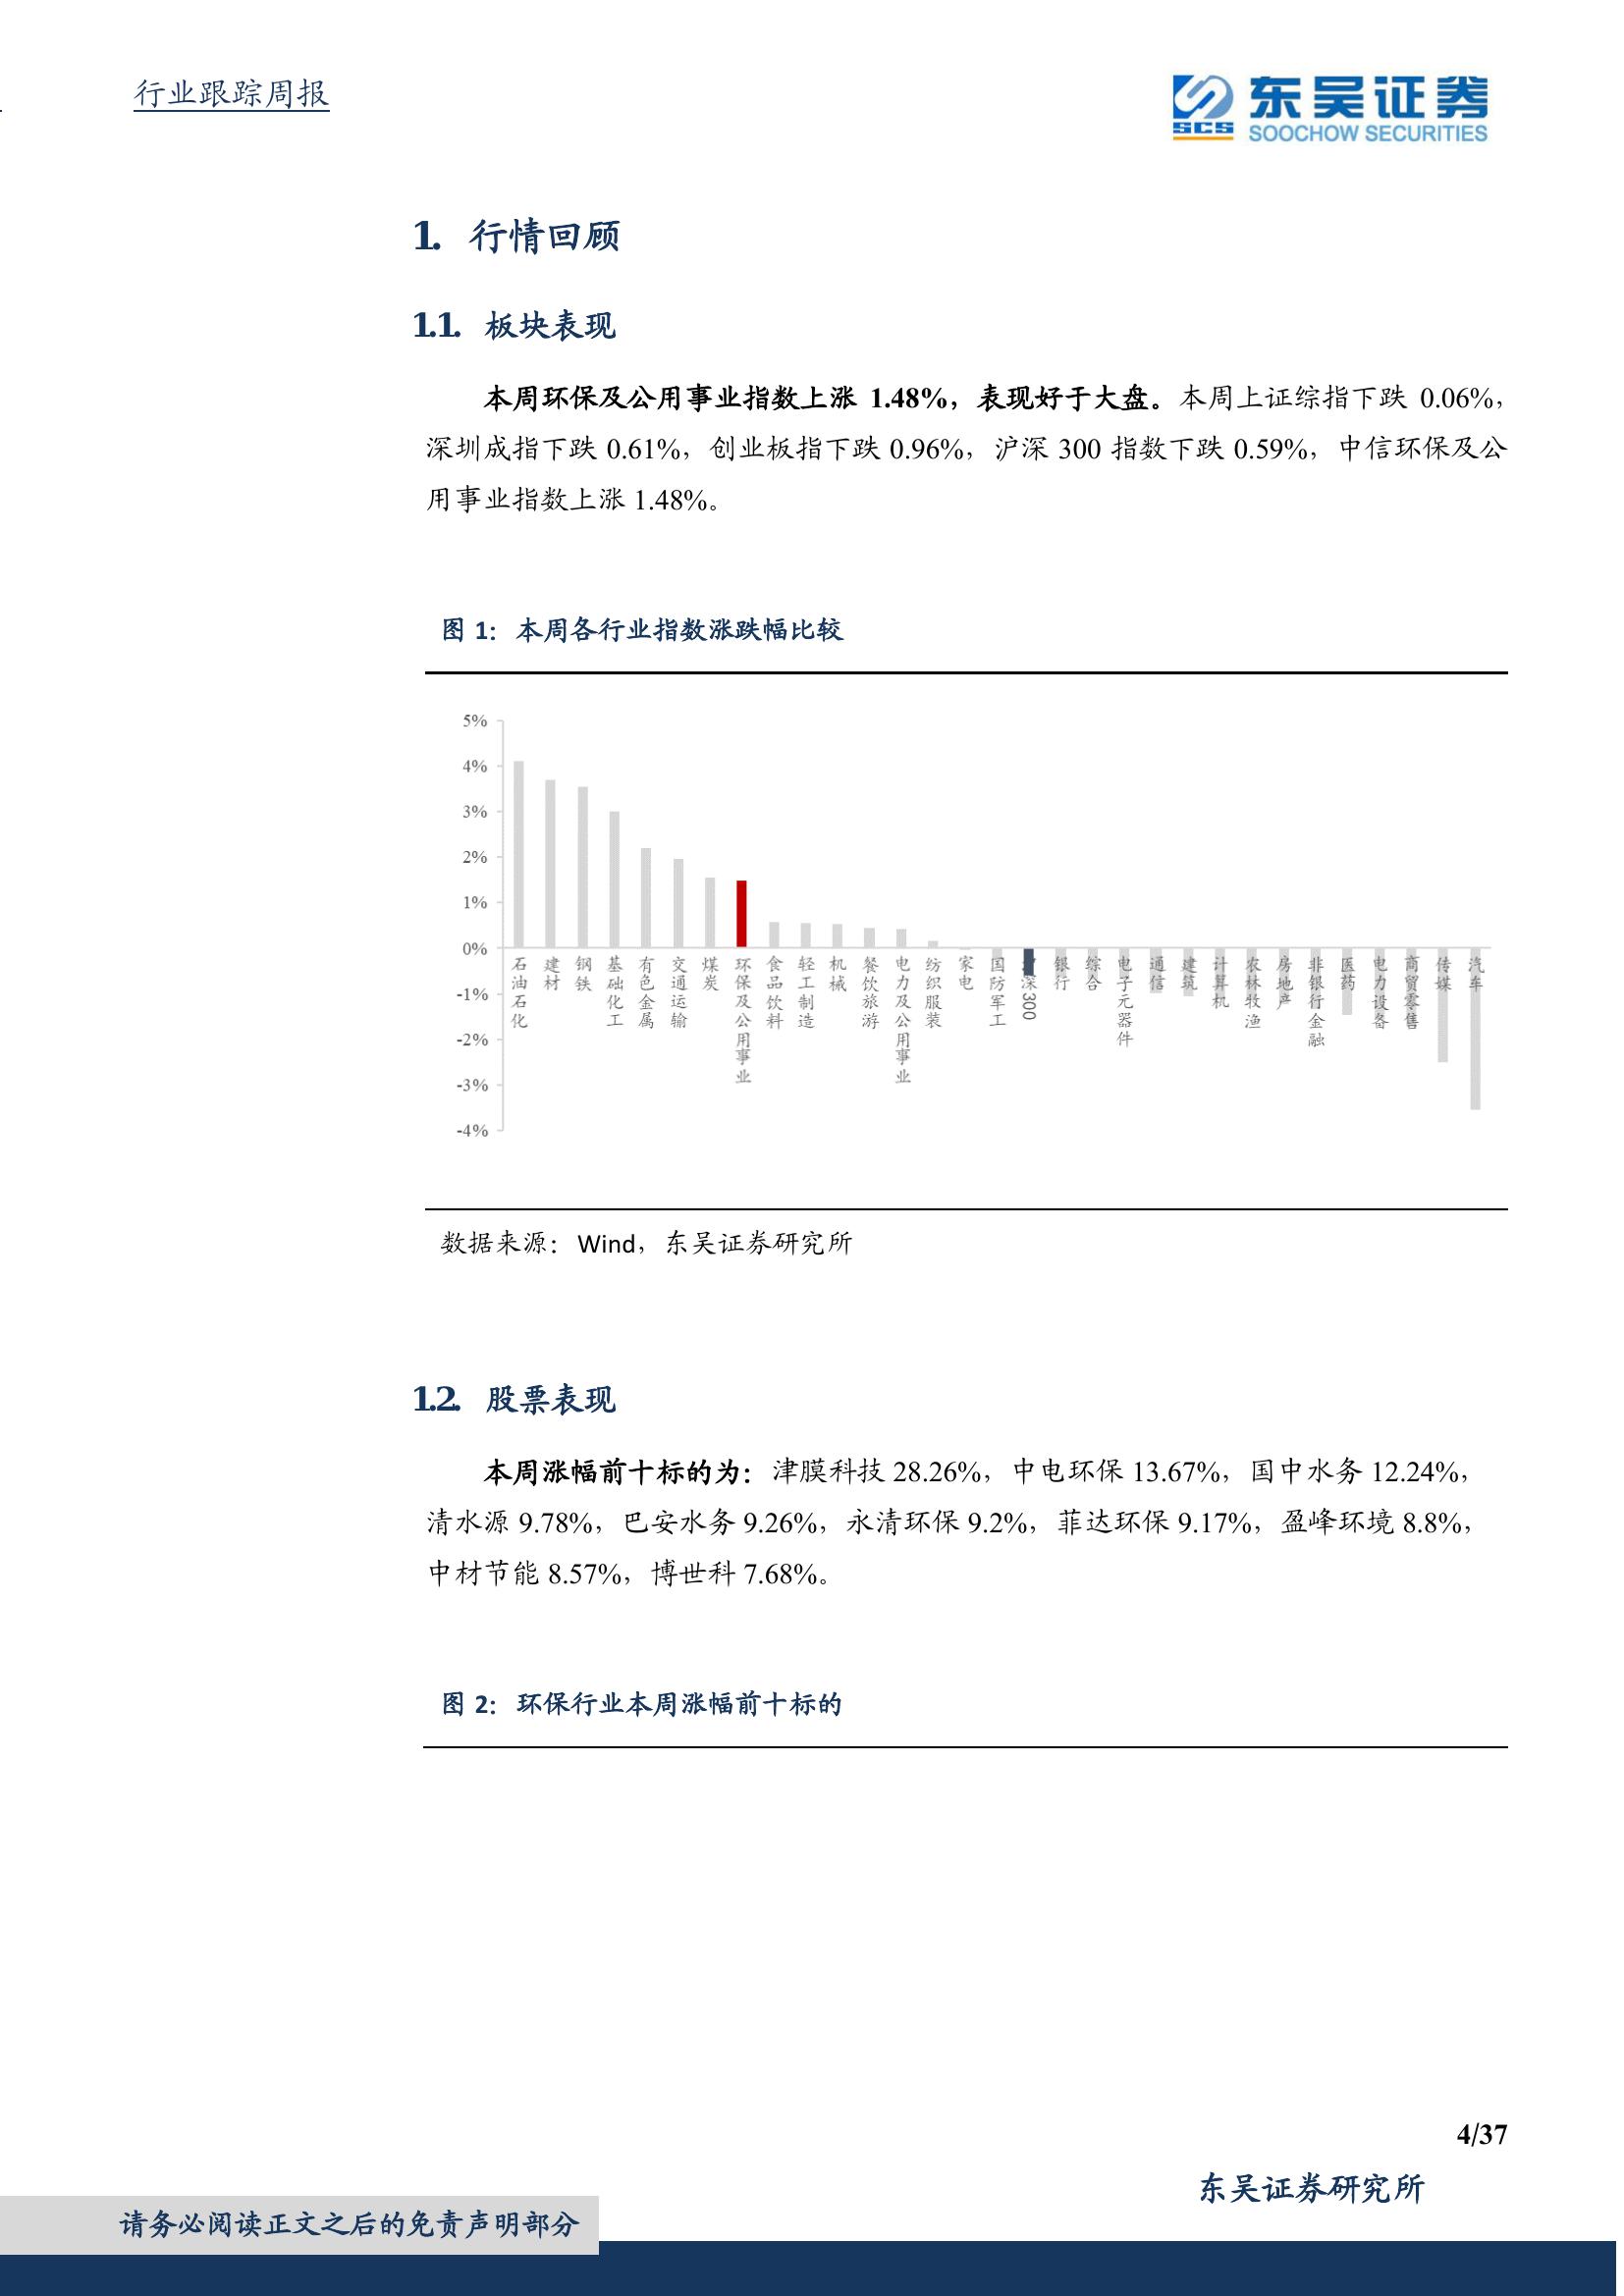 行业跟踪周报
东吴证券
SCS
SOOCHOW SECURITIES
1. 行情回顾
1.1. 板块表现
本周环保及公用事业指数上涨 1.48%，表现好于大盘。本周上证综指下跌 0.06%，
深圳成指下跌 0.61%，创业板指下跌 0.96%，沪深 300 指数下跌 0.59%，中信环保及公
用事业指数上涨 1.48%。
图 1：本周各行业指数涨跌幅比较
5%
4%
3%
2%
1%
0%
-1%
-2%
-3%
-4%
石油石化
建材
钢铁
基础化工
有色金属
交通运输
煤炭
环保及公用事业
食品饮料
轻工制造
机械
餐饮旅游
电力及公用事业
纺织服装
家电
国防军工
深300
银行
综合
电子元器件
通信
建筑
计算机
农林牧渔
房地产
非银行金融
医药
电力设备
商贸零售
传媒
汽车
数据来源：Wind，东吴证券研究所
1.2. 股票表现
本周涨幅前十标的为：津膜科技 28.26%，中电环保 13.67%，国中水务 12.24%，
清水源 9.78%，巴安水务 9.26%，永清环保 9.2%，菲达环保 9.17%，盈峰环境 8.8%，
中材节能 8.57%，博世科 7.68%。
图 2：环保行业本周涨幅前十标的
4/37
东吴证券研究所
请务必阅读正文之后的免责声明部分